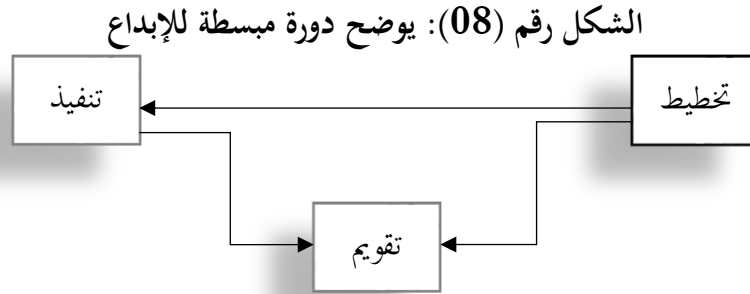 الشكل رقم (08): يوضح دورة مبسطة للإبداع
تخطيط
تنفيذ
تقويم